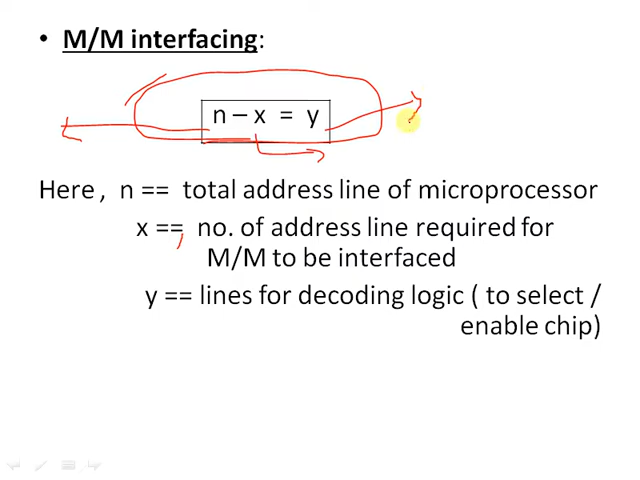 • M/M interfacing:
n – x = y
Here , n == total address line of microprocessor
x == no. of address line required for
M/M to be interfaced
y == lines for decoding logic ( to select /
enable chip)